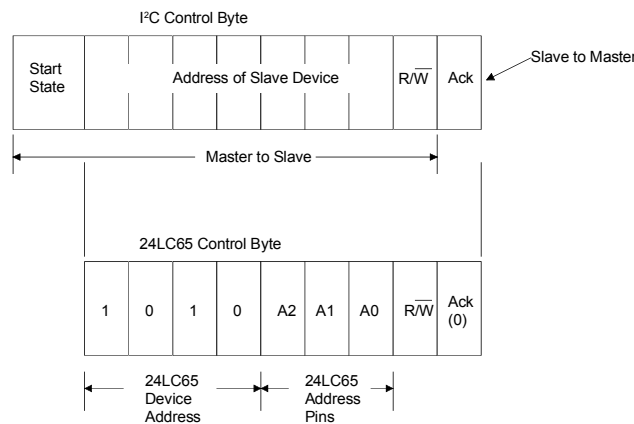 I²C Control Byte
Start
State
Address of Slave Device
R/W̅
Ack
Slave to Master
Master to Slave
24LC65 Control Byte
1 0 1 0 A2 A1 A0 R/W̅ Ack
(0)
24LC65
Device
Address
24LC65
Address
Pins